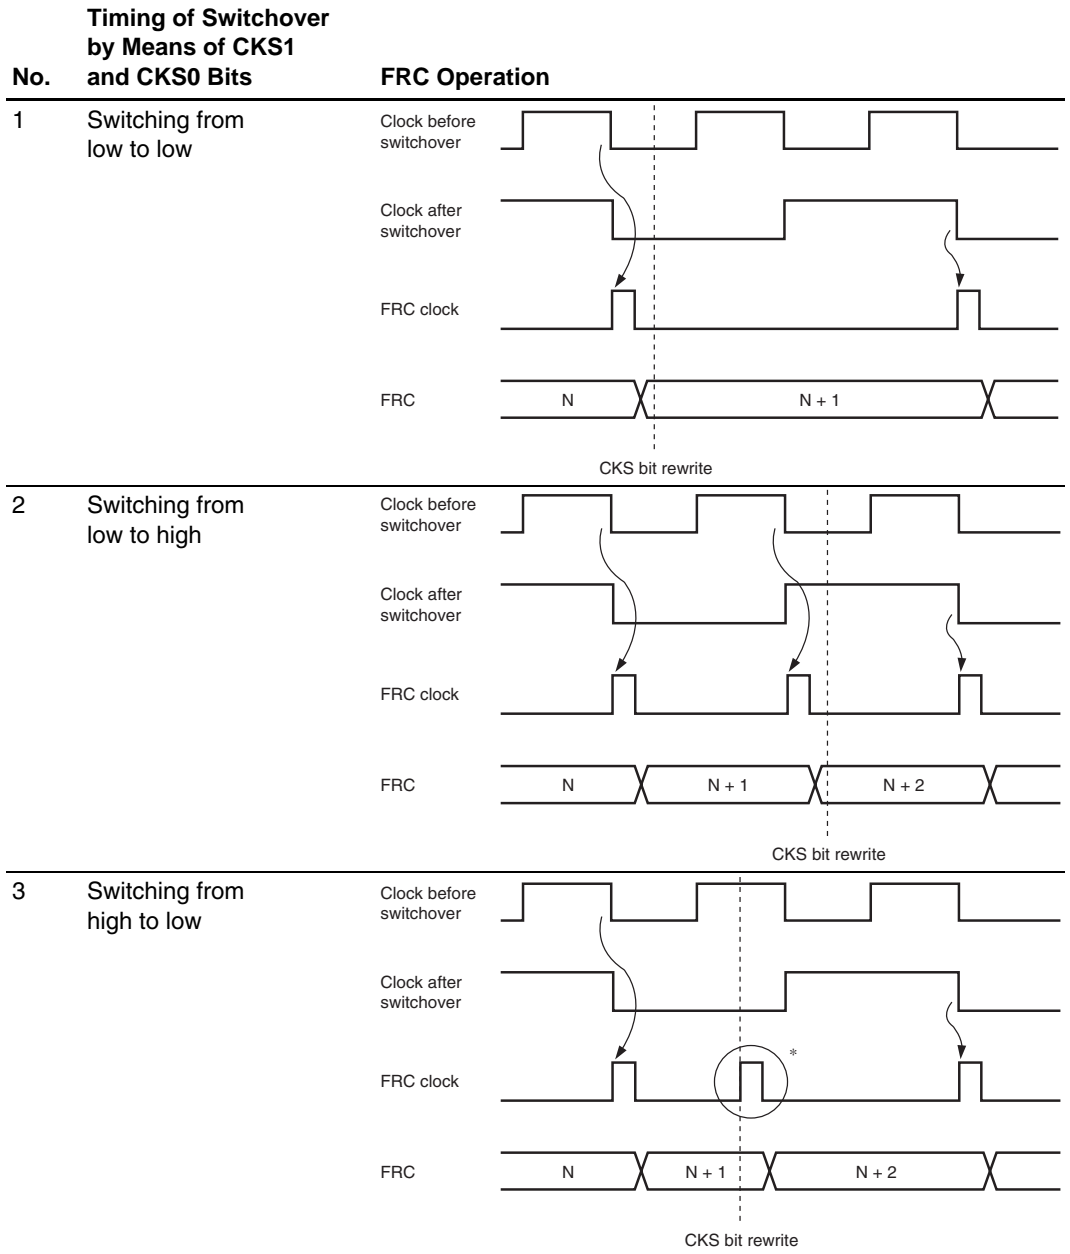 Timing of Switchover
by Means of CKS1
No. and CKS0 Bits FRC Operation
1 Switching from
low to low
Clock before
switchover
Clock after
switchover
FRC clock
FRC N N + 1
CKS bit rewrite
2 Switching from
low to high
Clock before
switchover
Clock after
switchover
FRC clock
FRC N N + 1 N + 2
CKS bit rewrite
3 Switching from
high to low
Clock before
switchover
Clock after
switchover
*
FRC clock
FRC N N + 1 N + 2
CKS bit rewrite